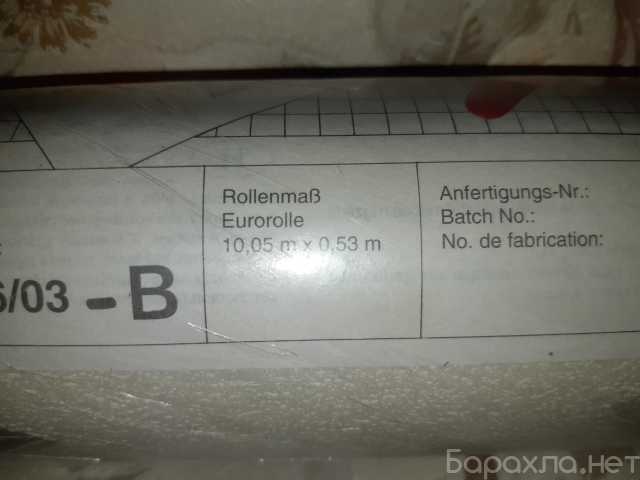 Rollenmaß
Eurorolle
10,05 m x 0,53 m
Anfertigungs-Nr.:
Batch No.:
No. de fabrication:
/03 -B
Барахла.нет